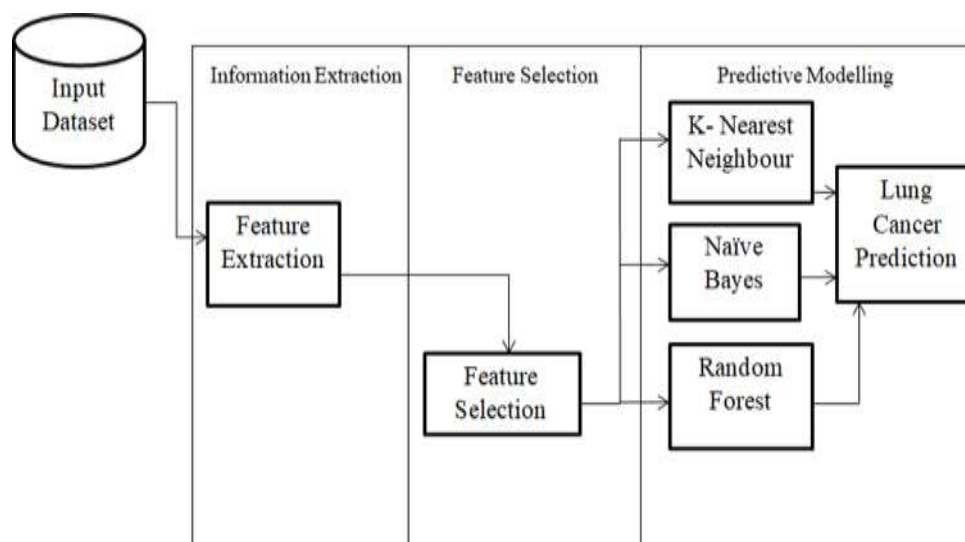 Input
Dataset
Information Extraction
Feature Selection
Predictive Modelling
Feature
Extraction
Feature
Selection
K- Nearest
Neighbour
Naïve
Bayes
Random
Forest
Lung
Cancer
Prediction